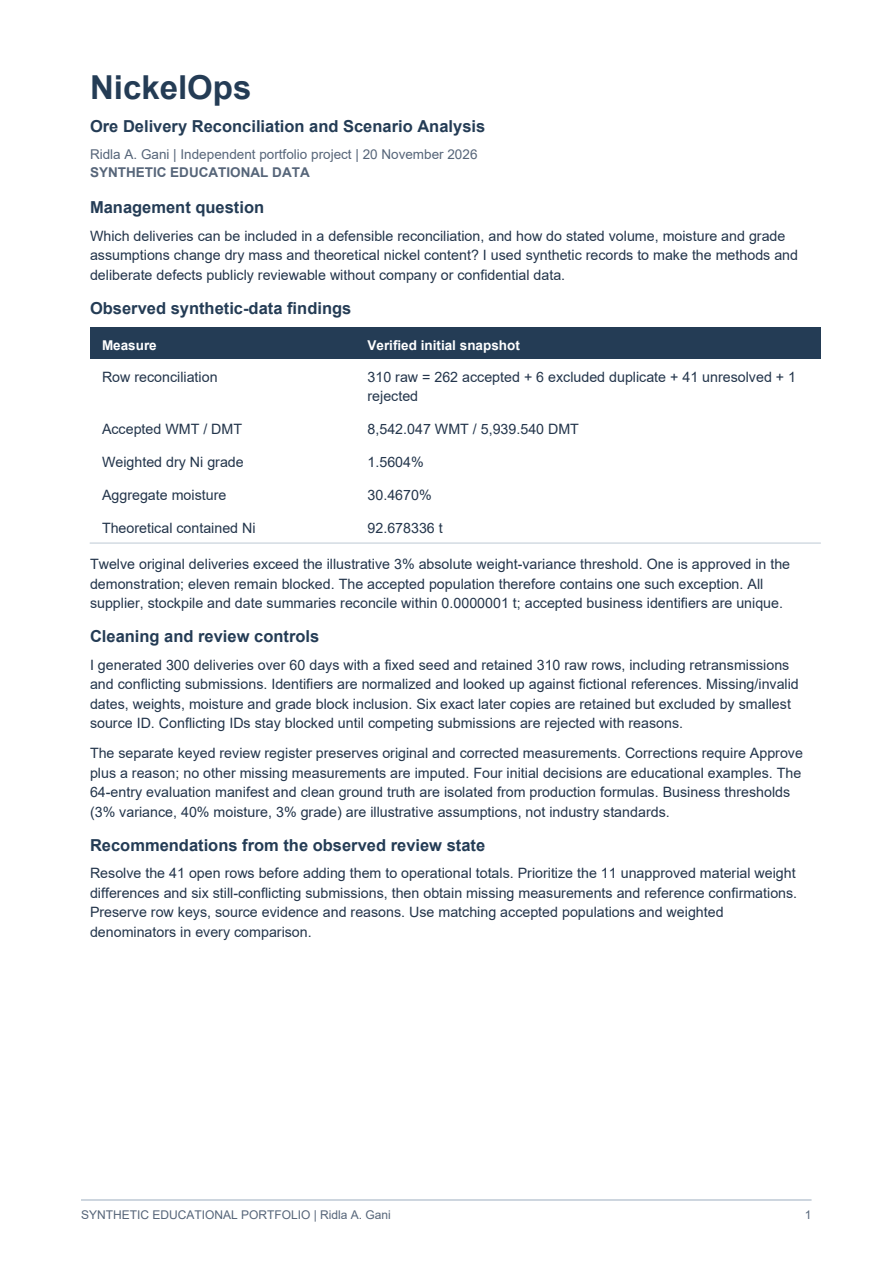 NickelOps
Ore Delivery Reconciliation and Scenario Analysis
Ridla A. Gani | Independent portfolio project | 20 November 2026
SYNTHETIC EDUCATIONAL DATA
Management question
Which deliveries can be included in a defensible reconciliation, and how do stated volume, moisture and grade
assumptions change dry mass and theoretical nickel content? I used synthetic records to make the methods and
deliberate defects publicly reviewable without company or confidential data.
Observed synthetic-data findings
Measure Verified initial snapshot
Row reconciliation 310 raw = 262 accepted + 6 excluded duplicate + 41 unresolved + 1
rejected
Accepted WMT / DMT 8,542.047 WMT / 5,939.540 DMT
Weighted dry Ni grade 1.5604%
Aggregate moisture 30.4670%
Theoretical contained Ni 92.678336 t
Twelve original deliveries exceed the illustrative 3% absolute weight-variance threshold. One is approved in the
demonstration; eleven remain blocked. The accepted population therefore contains one such exception. All
supplier, stockpile and date summaries reconcile within 0.0000001 t; accepted business identifiers are unique.
Cleaning and review controls
I generated 300 deliveries over 60 days with a fixed seed and retained 310 raw rows, including retransmissions
and conflicting submissions. Identifiers are normalized and looked up against fictional references. Missing/invalid
dates, weights, moisture and grade block inclusion. Six exact later copies are retained but excluded by smallest
source ID. Conflicting IDs stay blocked until competing submissions are rejected with reasons.
The separate keyed review register preserves original and corrected measurements. Corrections require Approve
plus a reason; no other missing measurements are imputed. Four initial decisions are educational examples. The
64-entry evaluation manifest and clean ground truth are isolated from production formulas. Business thresholds
(3% variance, 40% moisture, 3% grade) are illustrative assumptions, not industry standards.
Recommendations from the observed review state
Resolve the 41 open rows before adding them to operational totals. Prioritize the 11 unapproved material weight
differences and six still-conflicting submissions, then obtain missing measurements and reference confirmations.
Preserve row keys, source evidence and reasons. Use matching accepted populations and weighted
denominators in every comparison.
SYNTHETIC EDUCATIONAL PORTFOLIO | Ridla A. Gani 1